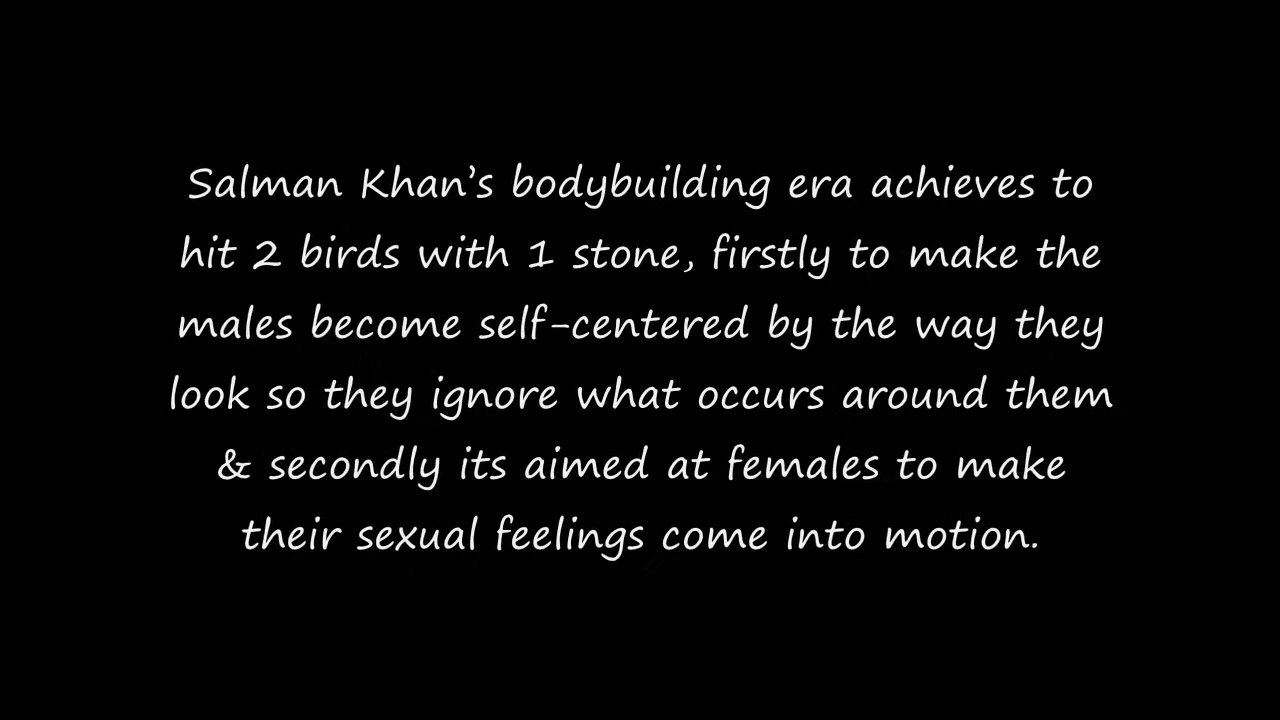 Salman Khan's bodybuilding era achieves to
hit 2 birds with 1 stone, firstly to make the
males become self-centered by the way they
look so they ignore what occurs around them
& secondly its aimed at females to make
their sexual feelings come into motion.